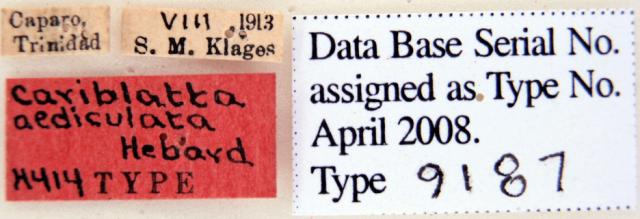 Caparo,
Trinidad
VIII .1913
S. M. Klages
Cariblatta
aediculata
Hebard
H414 TYPE
Data Base Serial No.
assigned as Type No.
April 2008.
Type 9187